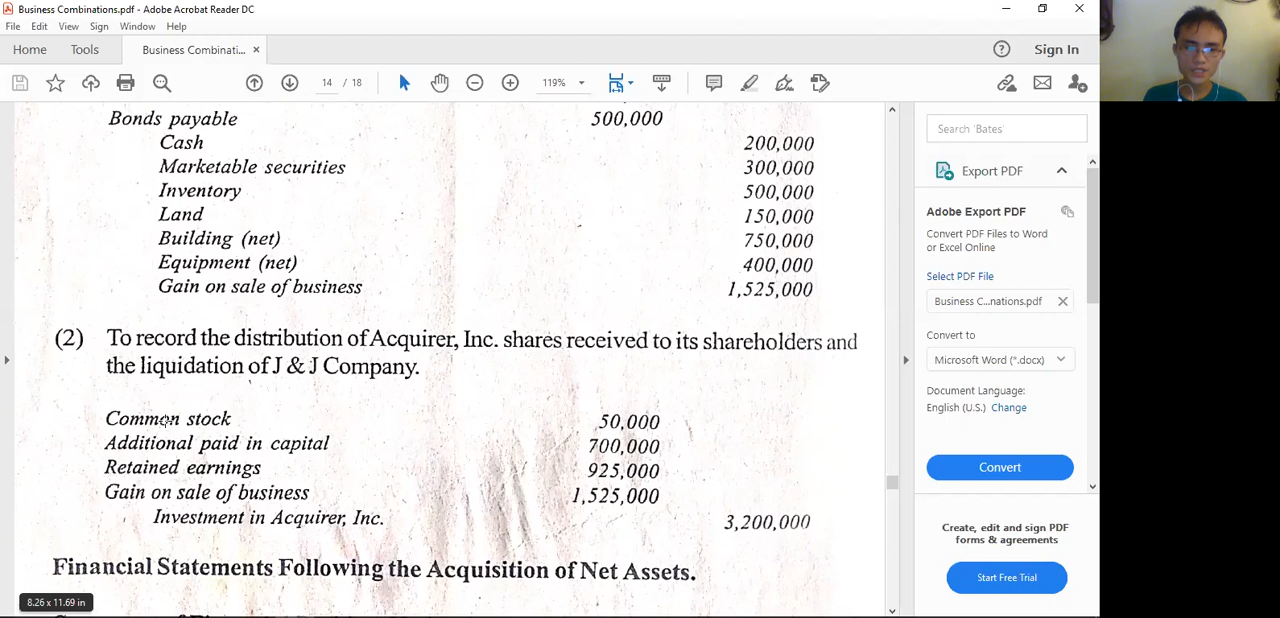 Business Combinations.pdf - Adobe Acrobat Reader DC
File Edit View Sign Window Help
Home Tools Business Combinati... × Sign In
14 / 18 119%
Bonds payable 500,000
Cash 200,000
Marketable securities 300,000
Inventory 500,000
Land 150,000
Building (net) 750,000
Equipment (net) 400,000
Gain on sale of business 1,525,000
(2) To record the distribution of Acquirer, Inc. shares received to its shareholders and
the liquidation of J & J Company.
Common stock 50,000
Additional paid in capital 700,000
Retained earnings 925,000
Gain on sale of business 1,525,000
Investment in Acquirer, Inc. 3,200,000
Financial Statements Following the Acquisition of Net Assets.
8.26 x 11.69 in
Search 'Bates'
Export PDF
Adobe Export PDF
Convert PDF Files to Word
or Excel Online
Select PDF File
Business C...nations.pdf
Convert to
Microsoft Word (*.docx)
Document Language:
English (U.S.) Change
Convert
Create, edit and sign PDF
forms & agreements
Start Free Trial